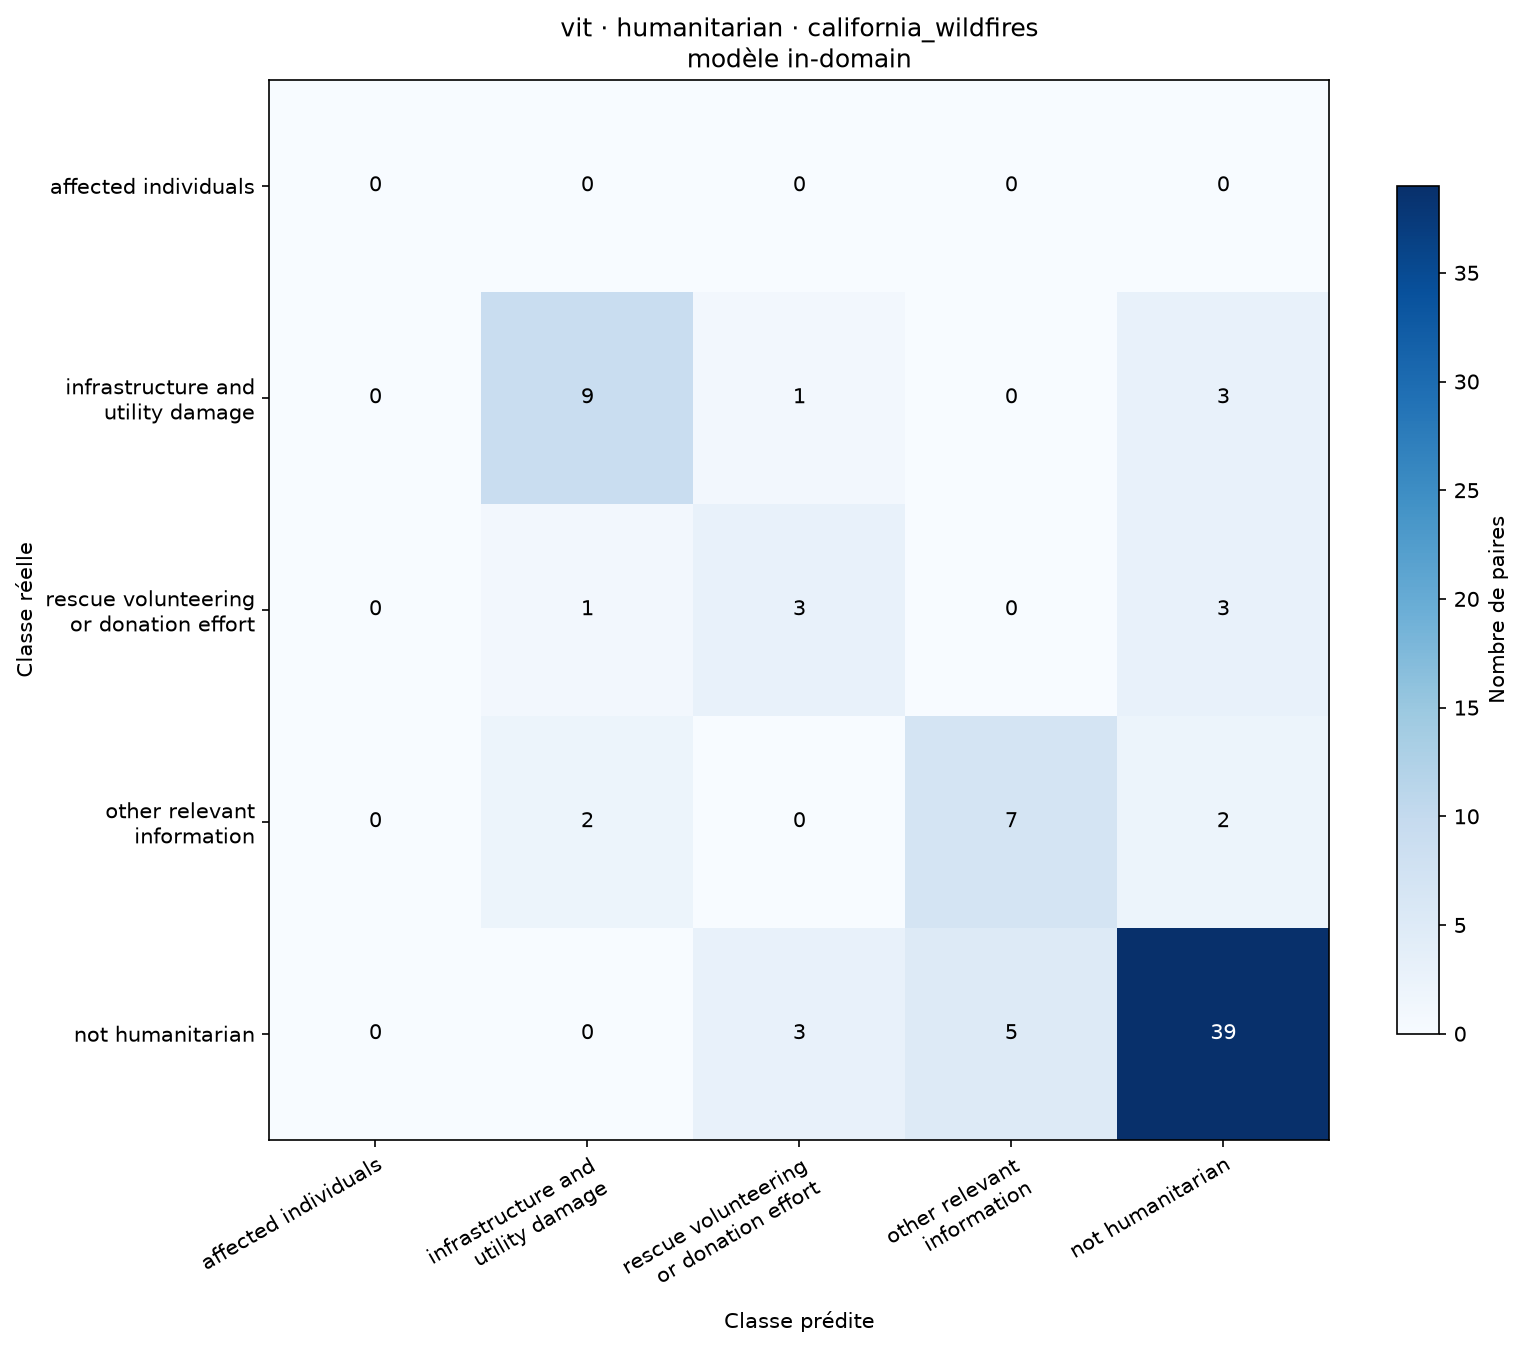 vit · humanitarian · california_wildfires
modèle in-domain
Classe réelle
affected individuals
0 0 0 0 0
infrastructure and
utility damage
0 9 1 0 3
rescue volunteering
or donation effort
0 1 3 0 3
other relevant
information
0 2 0 7 2
not humanitarian
0 0 3 5 39
affected individuals
infrastructure and
utility damage
rescue volunteering
or donation effort
other relevant
information
not humanitarian
Classe prédite
35
30
25
20
15
10
5
0
Nombre de paires